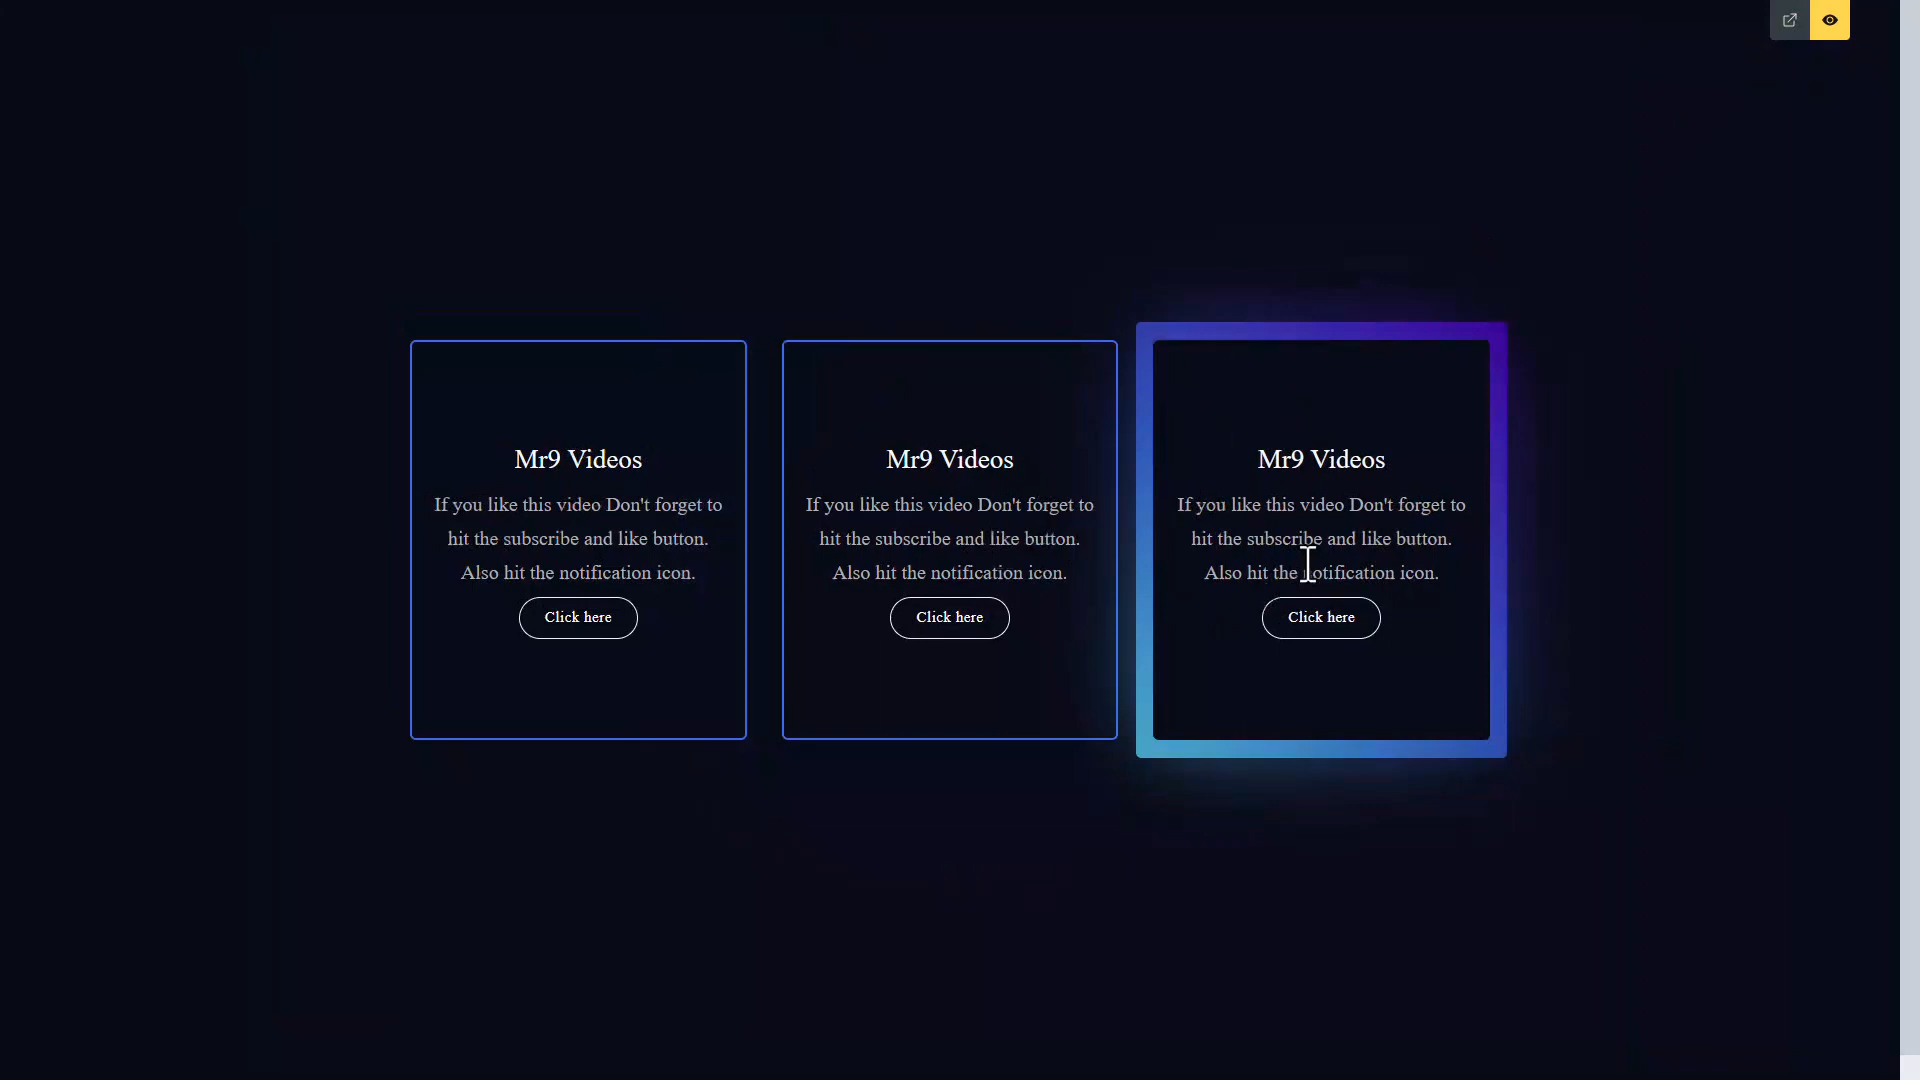 Mr9 Videos
If you like this video Don't forget to
hit the subscribe and like button.
Also hit the notification icon.
Click here
Mr9 Videos
If you like this video Don't forget to
hit the subscribe and like button.
Also hit the notification icon.
Click here
Mr9 Videos
If you like this video Don't forget to
hit the subscribe and like button.
Also hit the notification icon.
Click here